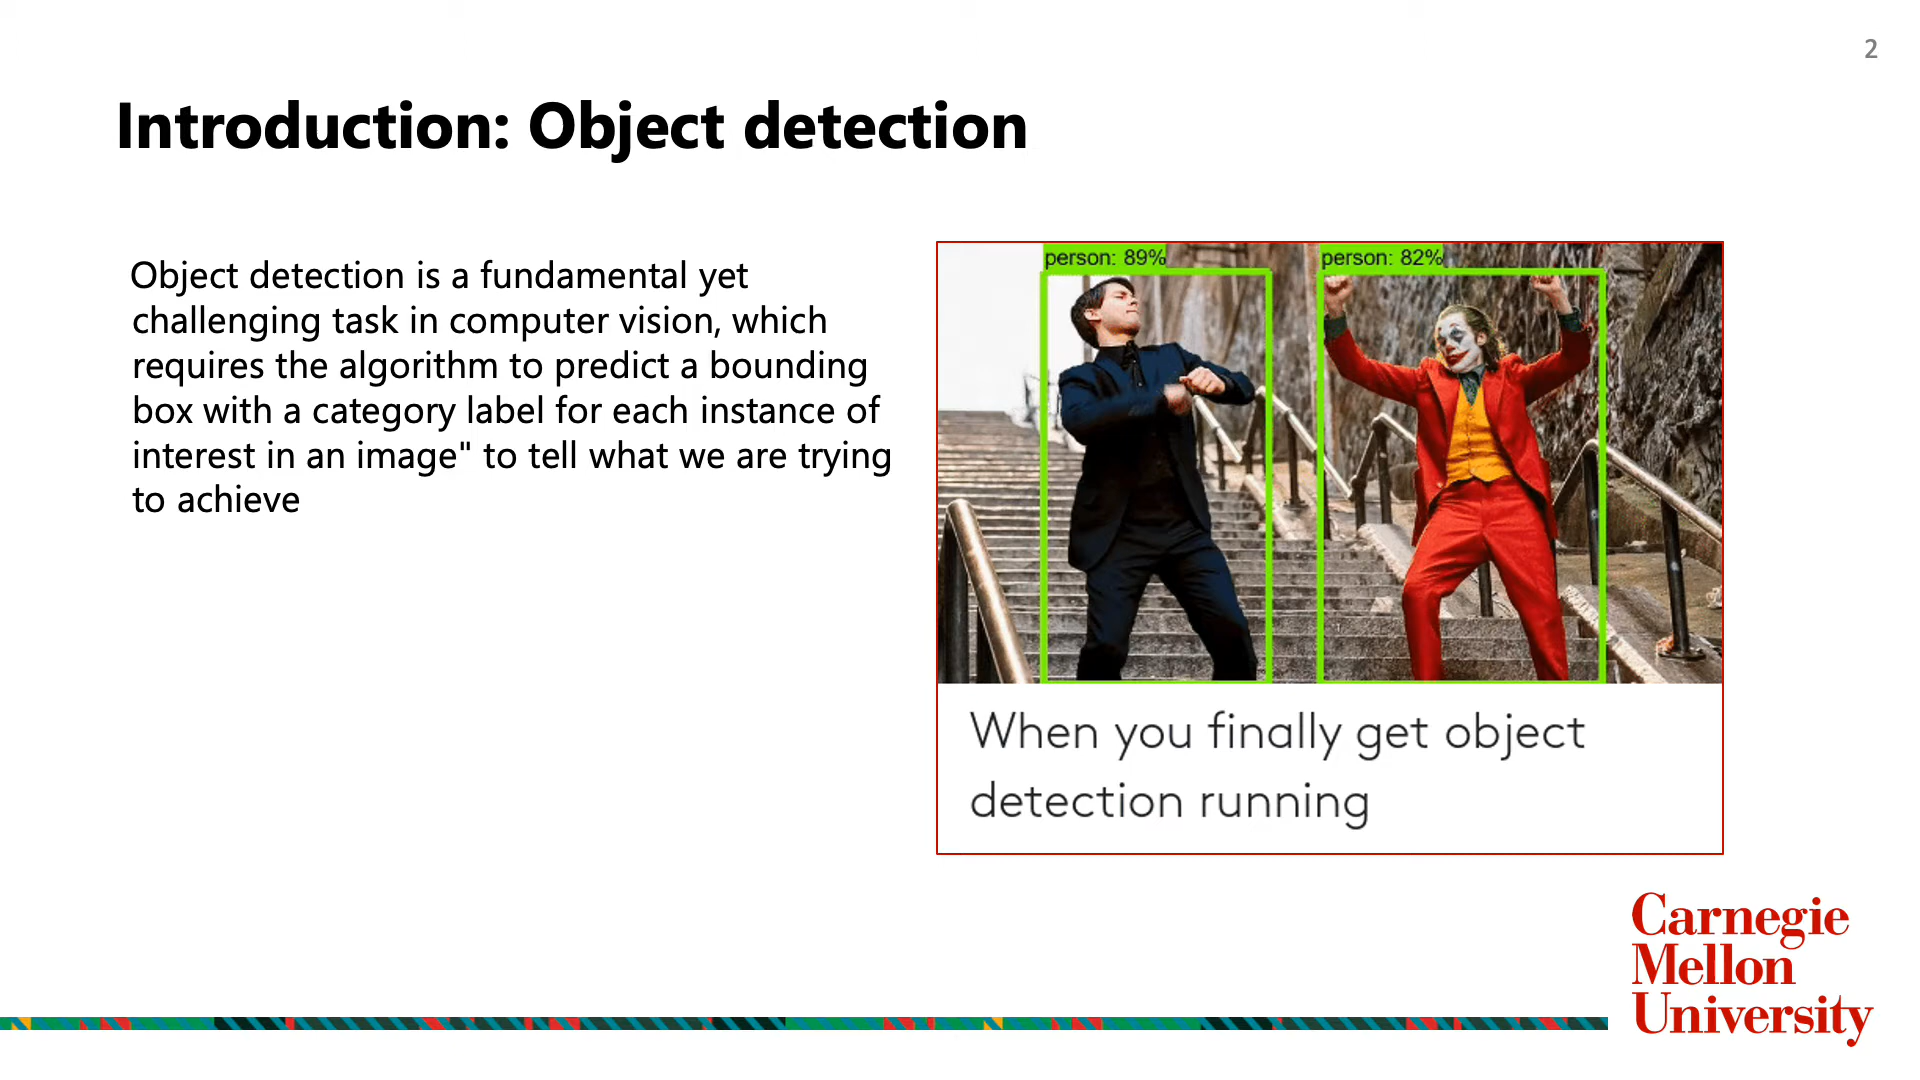 2
Introduction: Object detection
Object detection is a fundamental yet
challenging task in computer vision, which
requires the algorithm to predict a bounding
box with a category label for each instance of
interest in an image" to tell what we are trying
to achieve
person: 89%
person: 82%
When you finally get object
detection running
Carnegie
Mellon
University